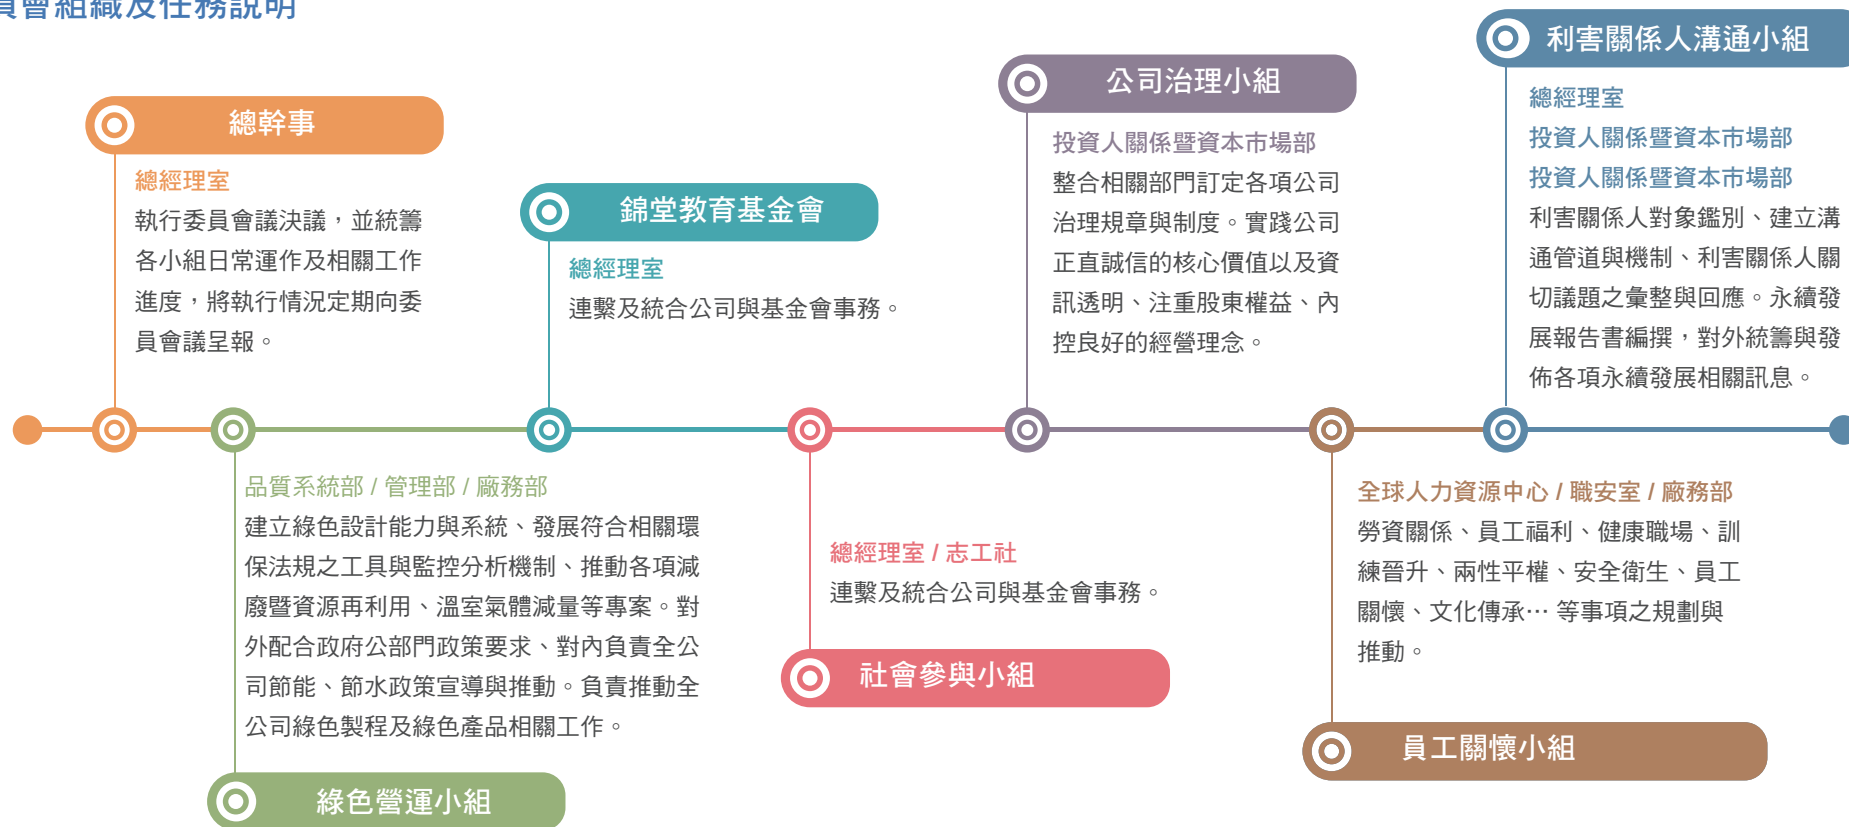 員會組織及任務說明
總幹事
總經理室
執行委員會議決議，並統籌
各小組日常運作及相關工作
進度，將執行情況定期向委
員會議呈報。
品質系統部 / 管理部 / 廠務部
建立綠色設計能力與系統、發展符合相關環
保法規之工具與監控分析機制、推動各項減
廢暨資源再利用、溫室氣體減量等專案。對
外配合政府公部門政策要求、對內負責全公
司節能、節水政策宣導與推動。負責推動全
公司綠色製程及綠色產品相關工作。
綠色營運小組
錦堂教育基金會
總經理室
連繫及統合公司與基金會事務。
總經理室 / 志工社
連繫及統合公司與基金會事務。
社會參與小組
公司治理小組
投資人關係暨資本市場部
整合相關部門訂定各項公司
治理規章與制度。實踐公司
正直誠信的核心價值以及資
訊透明、注重股東權益、內
控良好的經營理念。
全球人力資源中心 / 職安室 / 廠務部
勞資關係、員工福利、健康職場、訓
練晉升、兩性平權、安全衛生、員工
關懷、文化傳承… 等事項之規劃與
推動。
員工關懷小組
利害關係人溝通小組
總經理室
投資人關係暨資本市場部
投資人關係暨資本市場部
利害關係人對象鑑別、建立溝
通管道與機制、利害關係人關
切議題之彙整與回應。永續發
展報告書編撰，對外統籌與發
佈各項永續發展相關訊息。